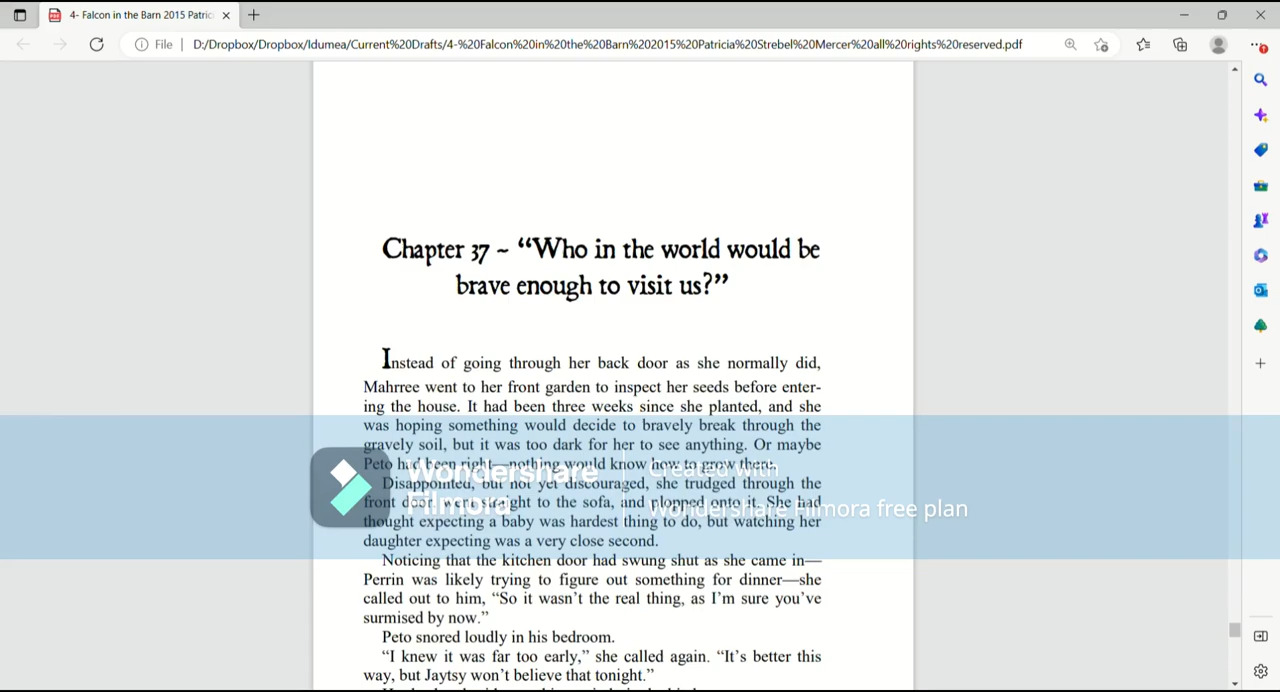 4- Falcon in the Barn 2015 Patric
File
D:/Dropbox/Dropbox/Idumea/Current%20Drafts/4-%20Falcon%20in%20the%20Barn%202015%20Patricia%20Strebel%20Mercer%20all%20rights%20reserved.pdf
Chapter 37 ~ “Who in the world would be
brave enough to visit us?”
Instead of going through her back door as she normally did,
Mahrree went to her front garden to inspect her seeds before enter-
ing the house. It had been three weeks since she planted, and she
was hoping something would decide to bravely break through the
gravely soil, but it was too dark for her to see anything. Or maybe
Peto had been right—nothing would know how to grow there.
Disappointed, but not yet discouraged, she trudged through the
front door, went straight to the sofa, and plopped onto it. She had
thought expecting a baby was hardest thing to do, but watching her
daughter expecting was a very close second.
Noticing that the kitchen door had swung shut as she came in—
Perrin was likely trying to figure out something for dinner—she
called out to him, “So it wasn’t the real thing, as I’m sure you’ve
surmised by now.”
Peto snored loudly in his bedroom.
“I knew it was far too early,” she called again. “It’s better this
way, but Jaytsy won’t believe that tonight.”
Wondershare
Filmora
Created with
Wondershare Filmora free plan